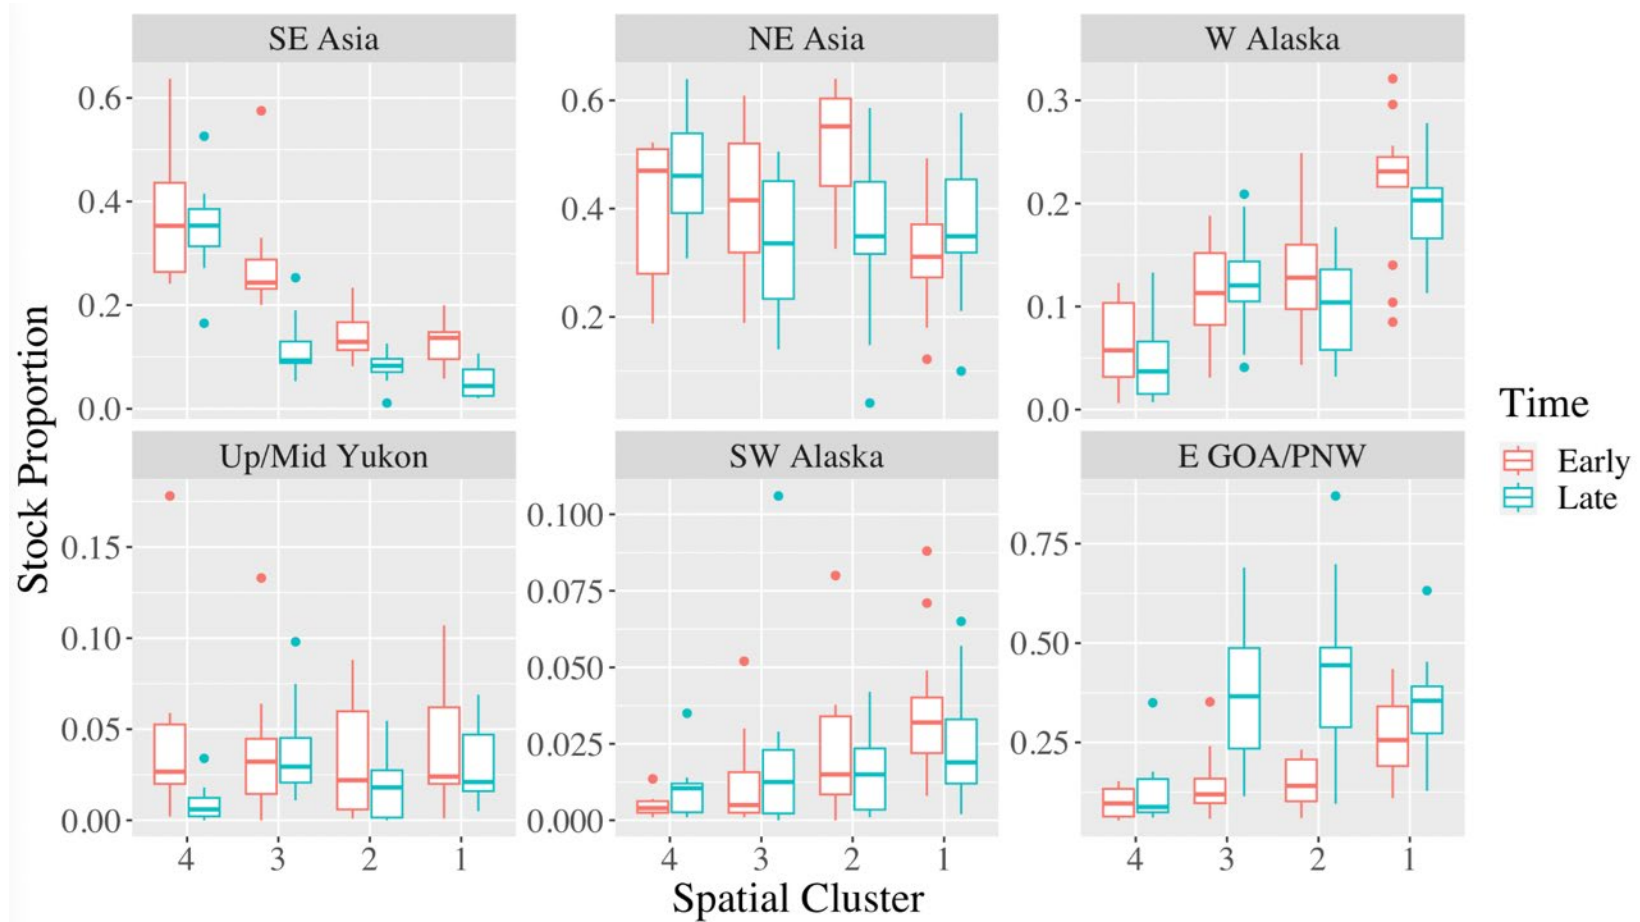 SE Asia
NE Asia
W Alaska
0.6
0.4
0.2
0.0
0.6
0.4
0.2
0.3
0.2
0.1
0.0
Stock Proportion
Up/Mid Yukon
SW Alaska
E GOA/PNW
0.15
0.10
0.05
0.00
0.100
0.075
0.050
0.025
0.000
0.75
0.50
0.25
4 3 2 1
4 3 2 1
4 3 2 1
Spatial Cluster
Time
Early
Late